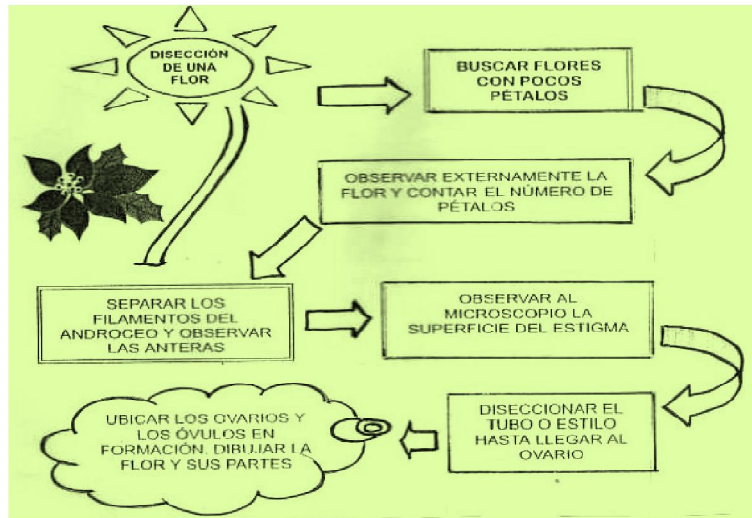 DISECCIÓN
DE UNA
FLOR
BUSCAR FLORES
CON POCOS
PÉTALOS
OBSERVAR EXTERNAMENTE LA
FLOR Y CONTAR EL NÚMERO DE
PÉTALOS
SEPARAR LOS
FILAMENTOS DEL
ANDROCEO Y OBSERVAR
LAS ANTERAS
OBSERVAR AL
MICROSCOPIO LA
SUPERFICIE DEL ESTIGMA
DISECCIONAR EL
TUBO O ESTILO
HASTA LLEGAR AL
OVARIO
UBICAR LOS OVARIOS Y
LOS ÓVULOS EN
FORMACIÓN. DIBUJAR LA
FLOR Y SUS PARTES